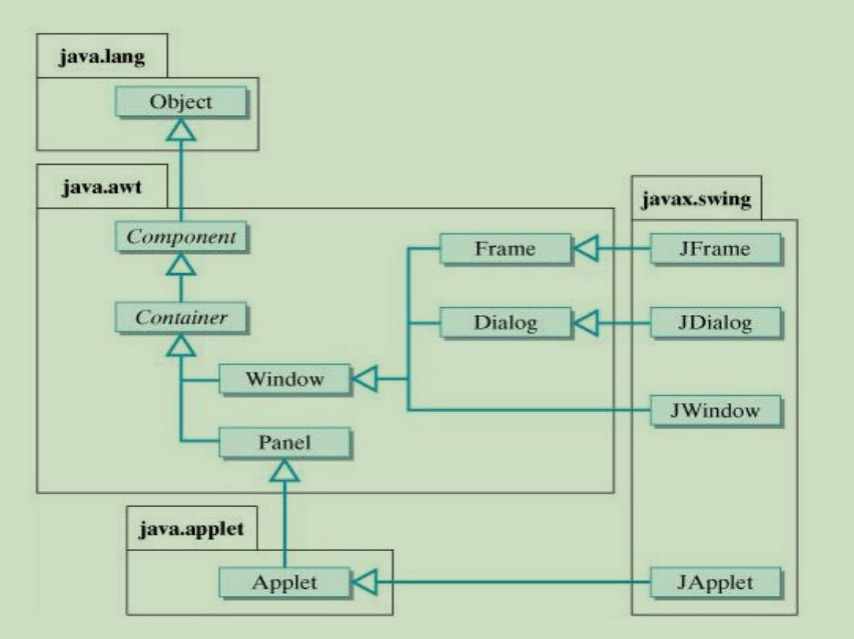 java.lang
Object
java.awt
javax.swing
Component
Frame
JFrame
Container
Dialog
JDialog
Window
JWindow
Panel
java.applet
Applet
JApplet